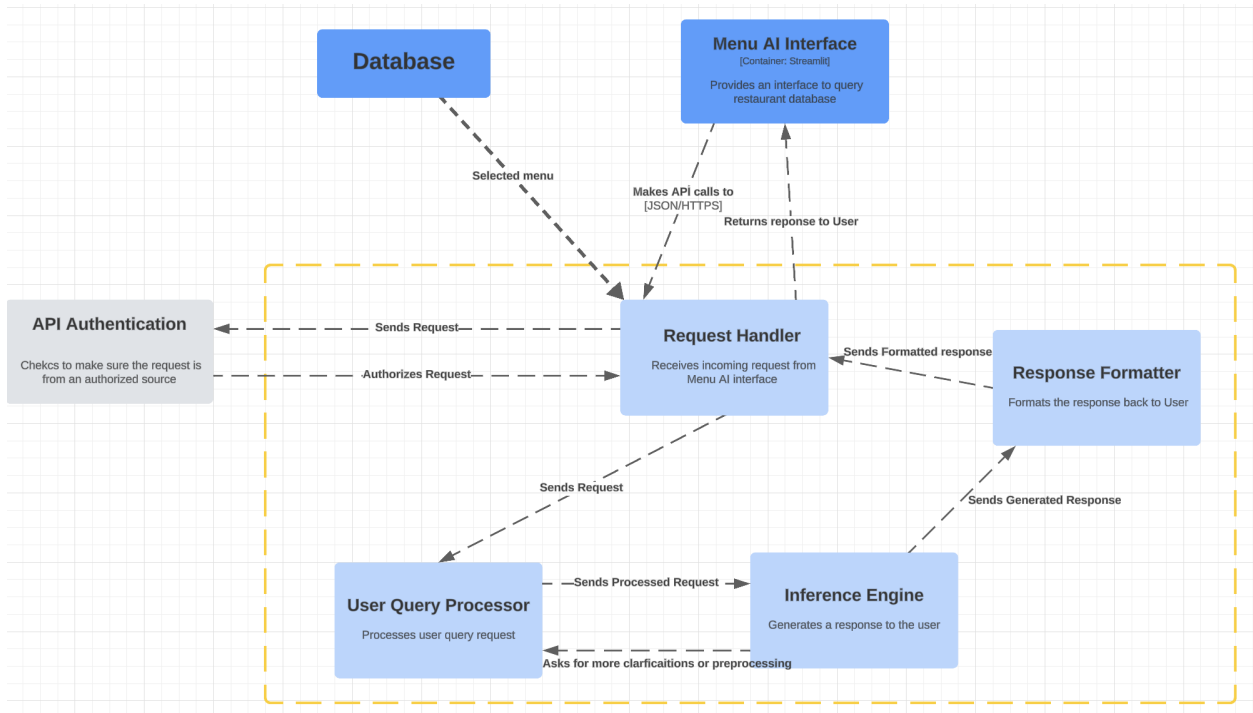 Database
Menu AI Interface
[Container: Streamlit]
Provides an interface to query
restaurant database
Selected menu
Makes API calls to
[JSON/HTTPS]
Returns reponse to User
API Authentication
Chekcs to make sure the request is
from an authorized source
Sends Request
Authorizes Request
Request Handler
Receives incoming request from
Menu AI interface
Sends Formatted response
Response Formatter
Formats the response back to User
Sends Request
Sends Generated Response
User Query Processor
Processes user query request
Sends Processed Request
Inference Engine
Generates a response to the user
Asks for more clarficaitions or preprocessing